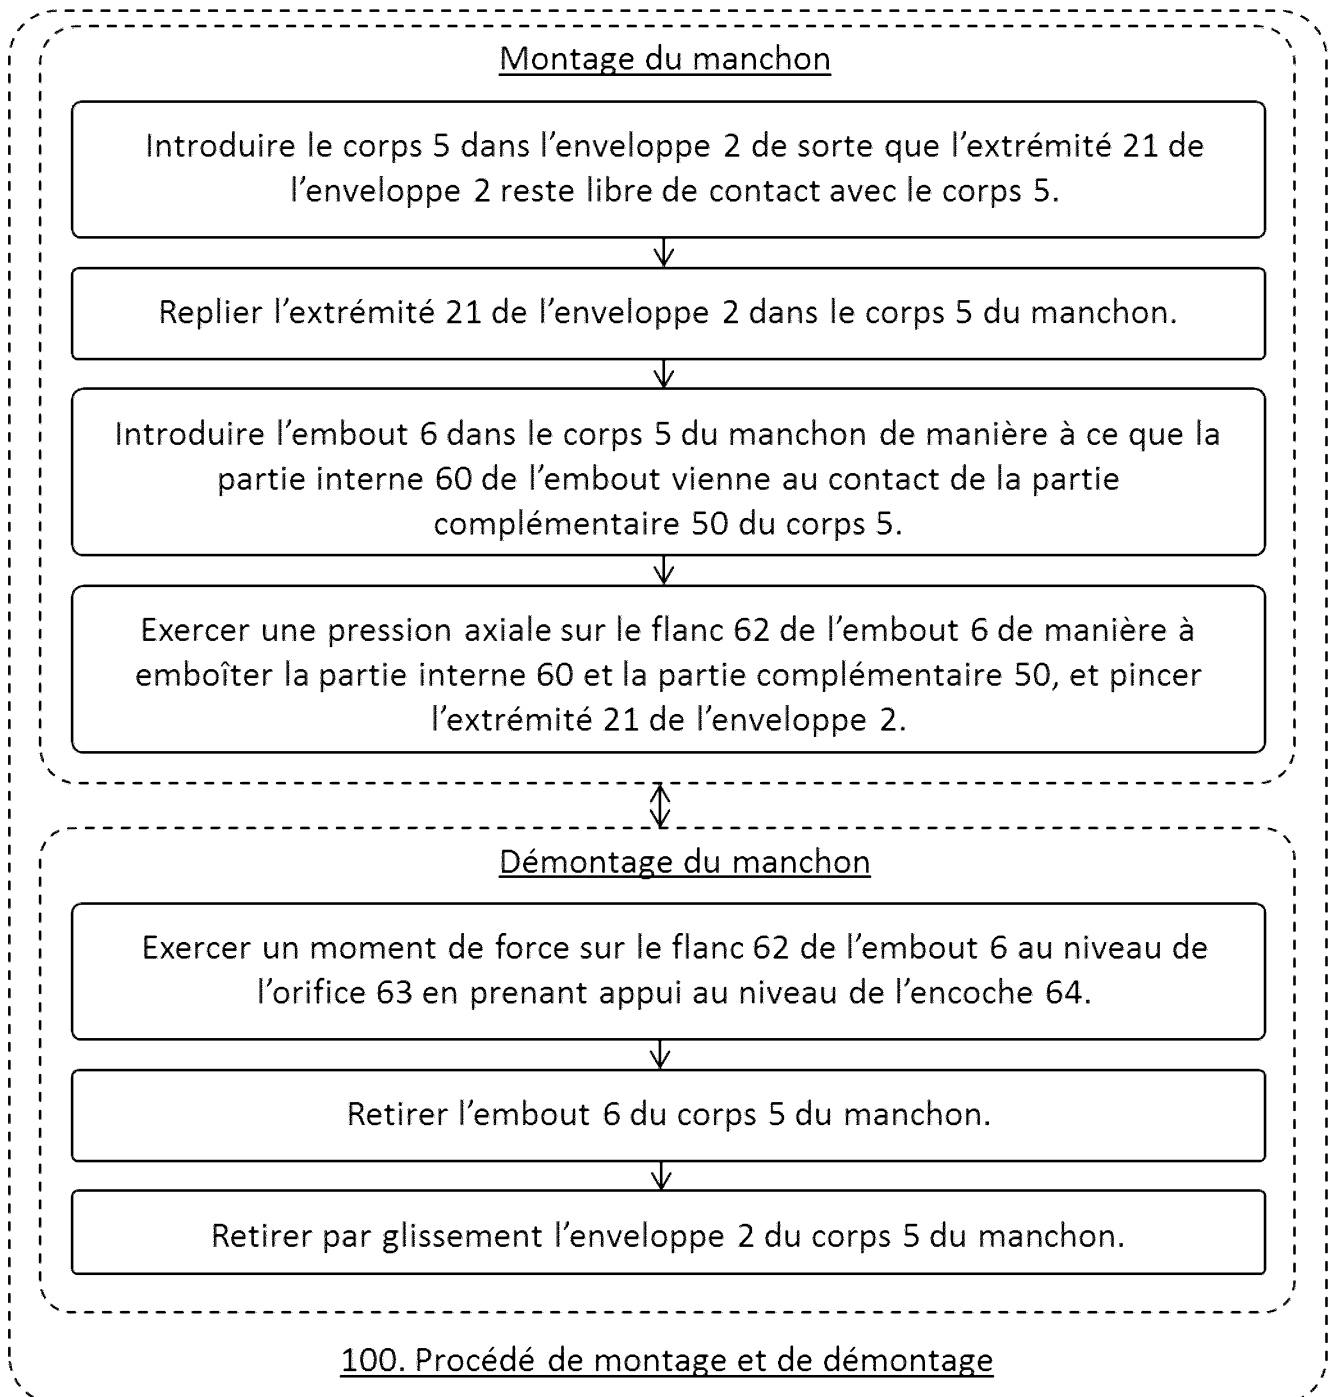 Montage du manchon
Introduire le corps 5 dans l’enveloppe 2 de sorte que l’extrémité 21 de
l’enveloppe 2 reste libre de contact avec le corps 5.
Replier l’extrémité 21 de l’enveloppe 2 dans le corps 5 du manchon.
Introduire l’embout 6 dans le corps 5 du manchon de manière à ce que la
partie interne 60 de l’embout vienne au contact de la partie
complémentaire 50 du corps 5.
Exercer une pression axiale sur le flanc 62 de l’embout 6 de manière à
emboîter la partie interne 60 et la partie complémentaire 50, et pincer
l’extrémité 21 de l’enveloppe 2.
Démontage du manchon
Exercer un moment de force sur le flanc 62 de l’embout 6 au niveau de
l’orifice 63 en prenant appui au niveau de l’encoche 64.
Retirer l’embout 6 du corps 5 du manchon.
Retirer par glissement l’enveloppe 2 du corps 5 du manchon.
100. Procédé de montage et de démontage